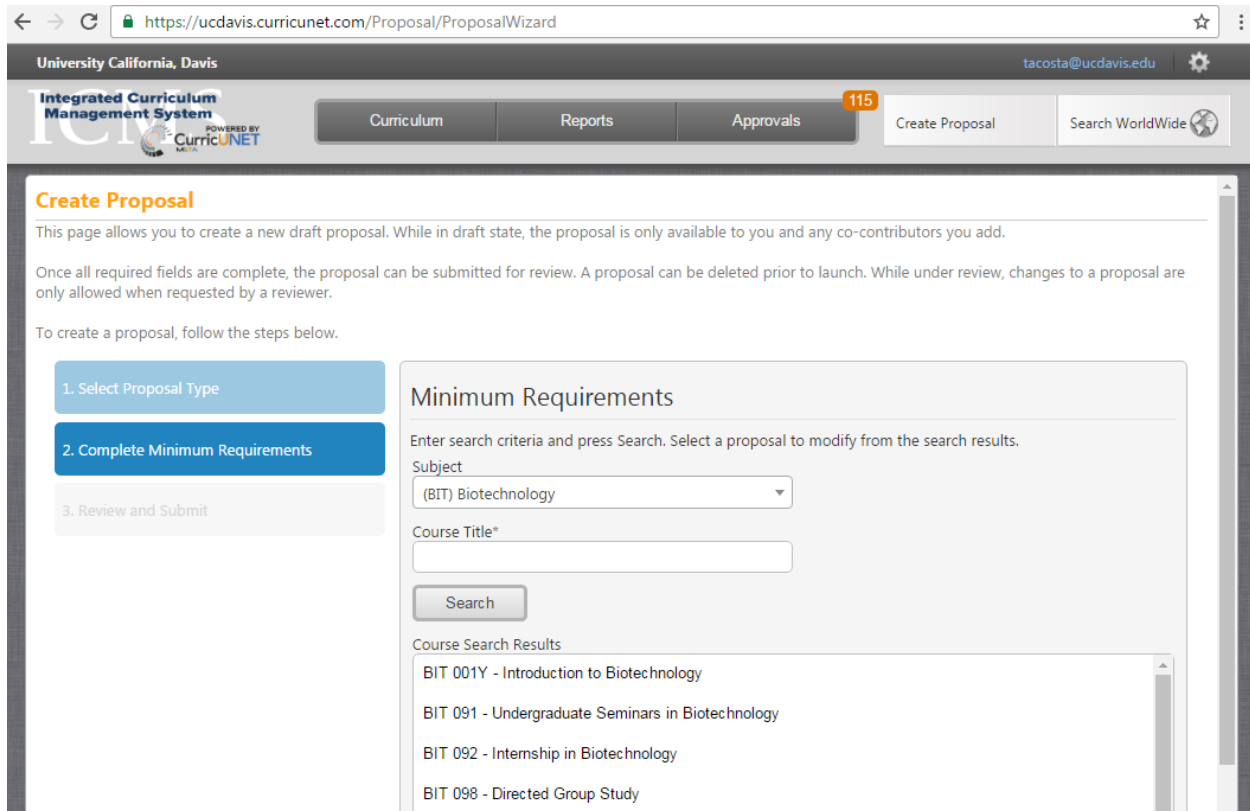 https://ucdavis.curricunet.com/Proposal/ProposalWizard
University California, Davis
tacosta@ucdavis.edu
ICMS
Integrated Curriculum
Management System
POWERED BY
CurricUNET
META
Curriculum
Reports
Approvals
115
Create Proposal
Search WorldWide
Create Proposal
This page allows you to create a new draft proposal. While in draft state, the proposal is only available to you and any co-contributors you add.
Once all required fields are complete, the proposal can be submitted for review. A proposal can be deleted prior to launch. While under review, changes to a proposal are
only allowed when requested by a reviewer.
To create a proposal, follow the steps below.
1. Select Proposal Type
2. Complete Minimum Requirements
3. Review and Submit
Minimum Requirements
Enter search criteria and press Search. Select a proposal to modify from the search results.
Subject
(BIT) Biotechnology
Course Title*
Search
Course Search Results
BIT 001Y - Introduction to Biotechnology
BIT 091 - Undergraduate Seminars in Biotechnology
BIT 092 - Internship in Biotechnology
BIT 098 - Directed Group Study